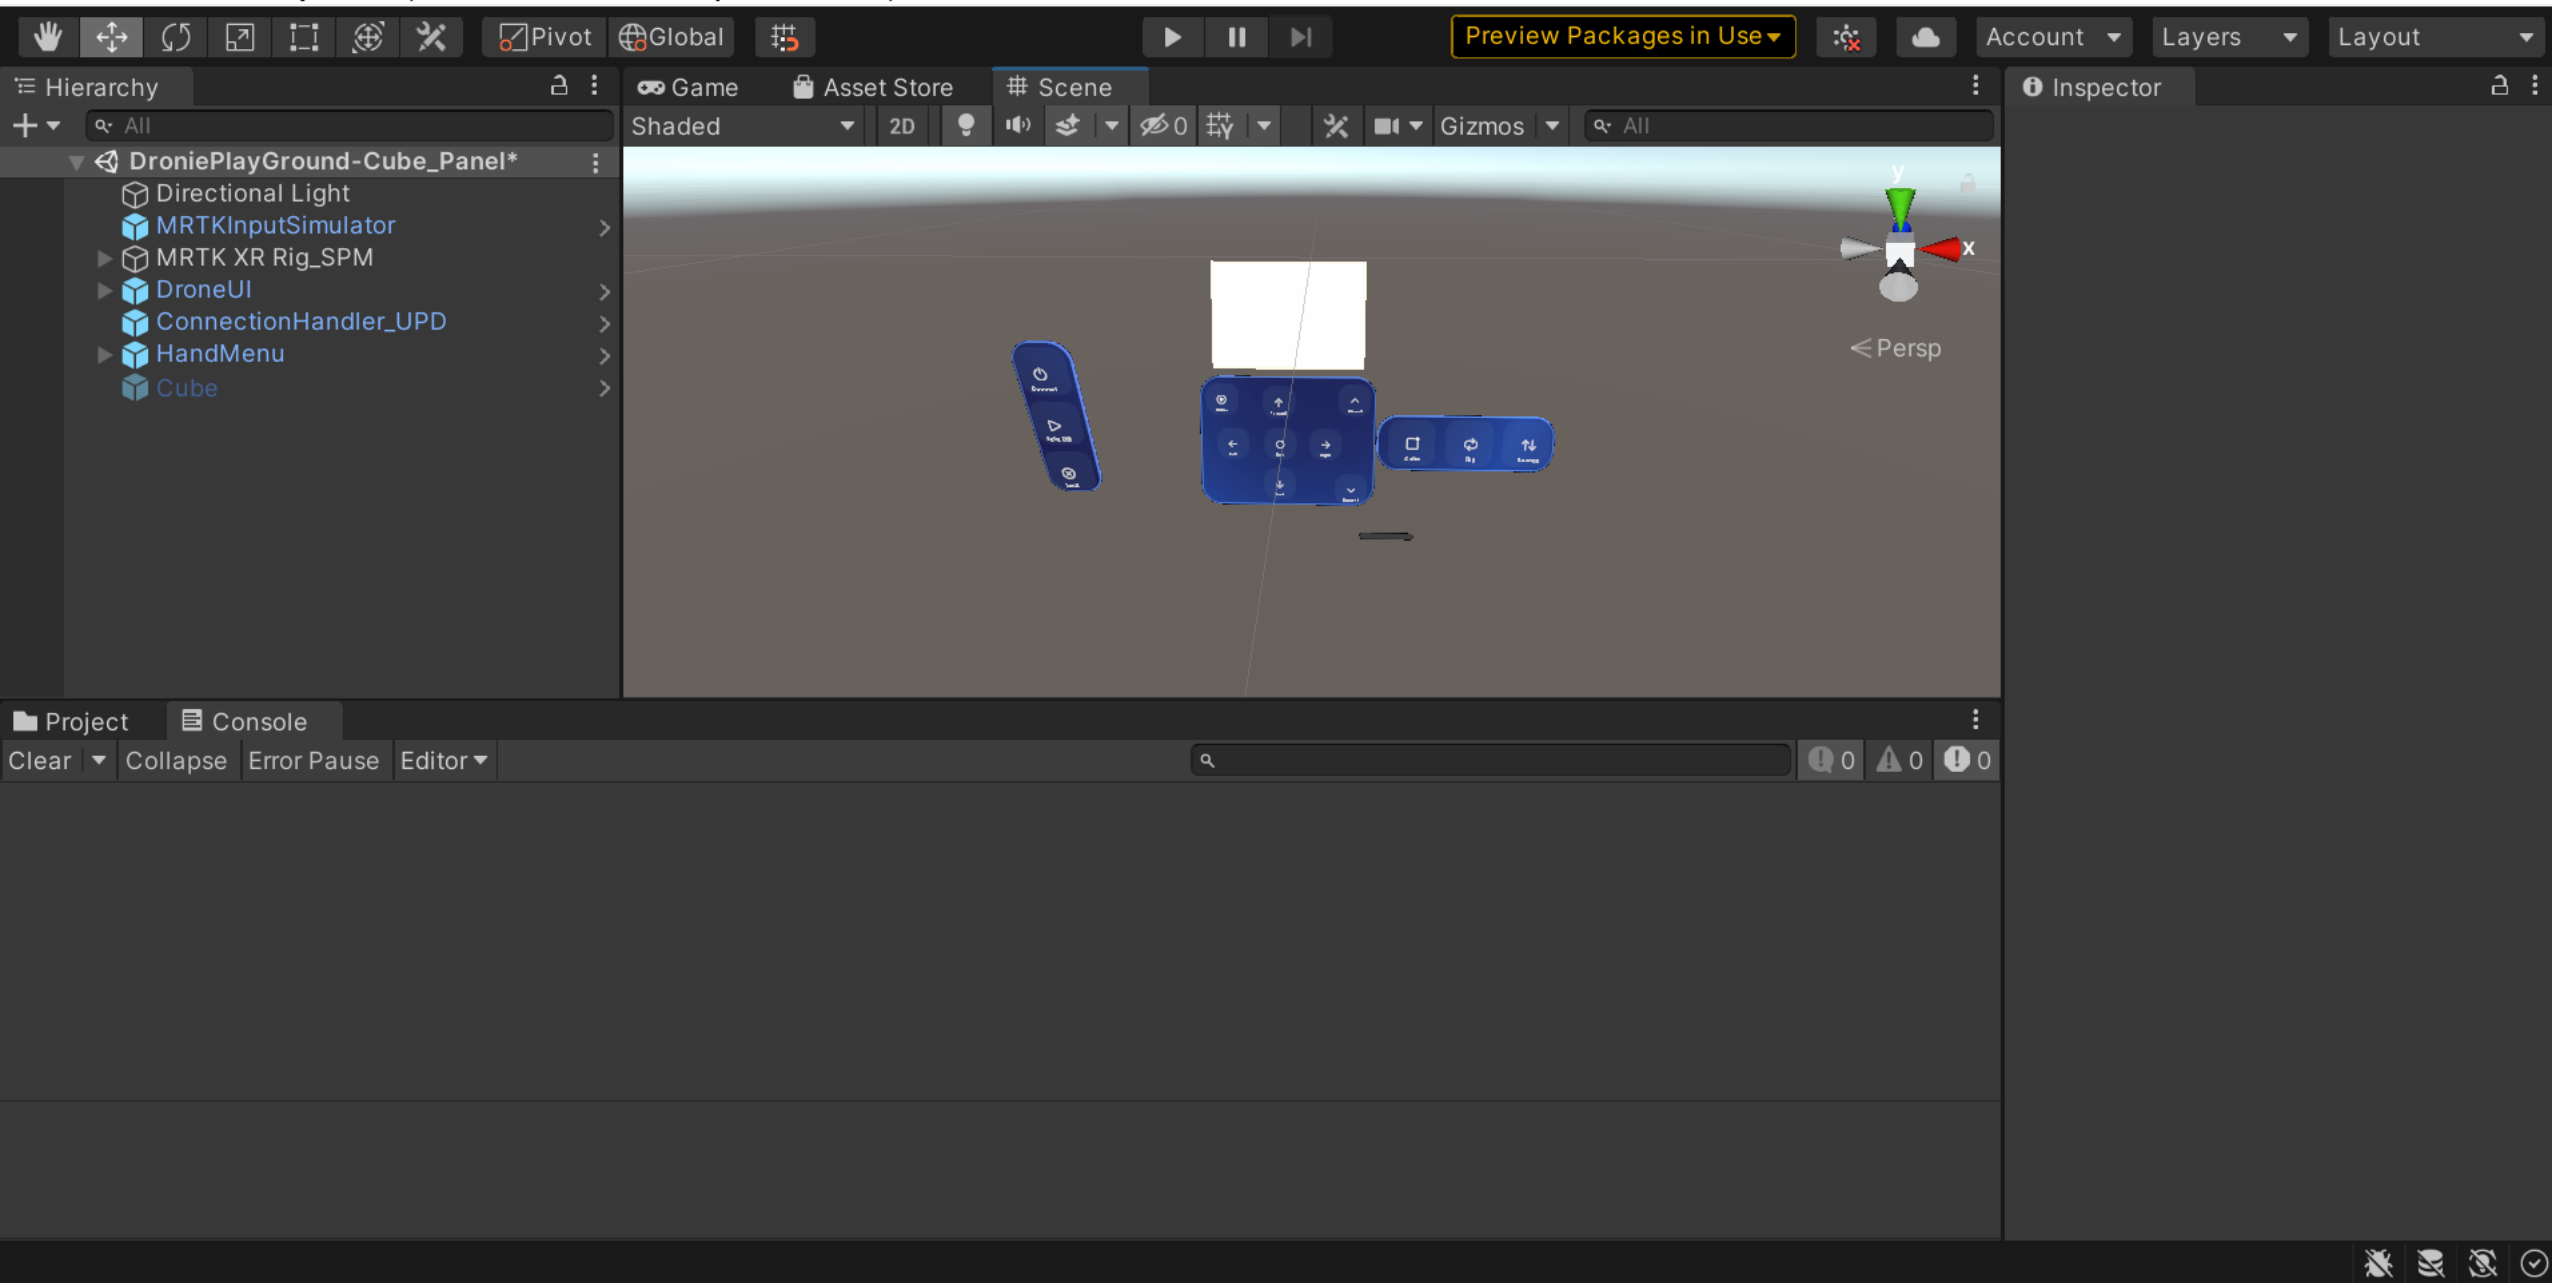 Pivot Global Preview Packages in Use Account Layers Layout
Hierarchy Game Asset Store Scene Inspector
All Shaded 2D 0 Gizmos All
DroniePlayGround-Cube_Panel*
Directional Light
MRTKInputSimulator
MRTK XR Rig_SPM
DroneUI
ConnectionHandler_UPD
HandMenu
Cube
y
x
Persp
Project Console
Clear Collapse Error Pause Editor 0 0 0